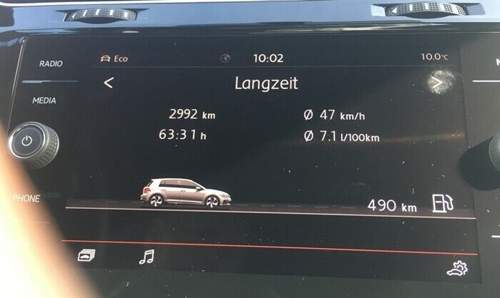 RADIO
Eco 10:02 10.0°C
< Langzeit >
MEDIA
2992 km Ø 47 km/h
63:31 h Ø 7.1 l/100km
PHONE
490 km